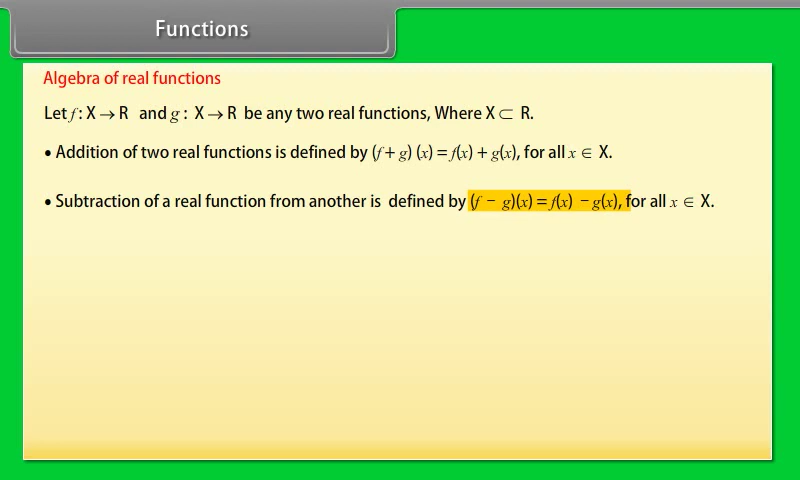 Functions
Algebra of real functions
Let f : X → R and g : X → R be any two real functions, Where X ⊂ R.
• Addition of two real functions is defined by (f + g) (x) = f(x) + g(x), for all x ∈ X.
• Subtraction of a real function from another is defined by (f − g)(x) = f(x) − g(x), for all x ∈ X.